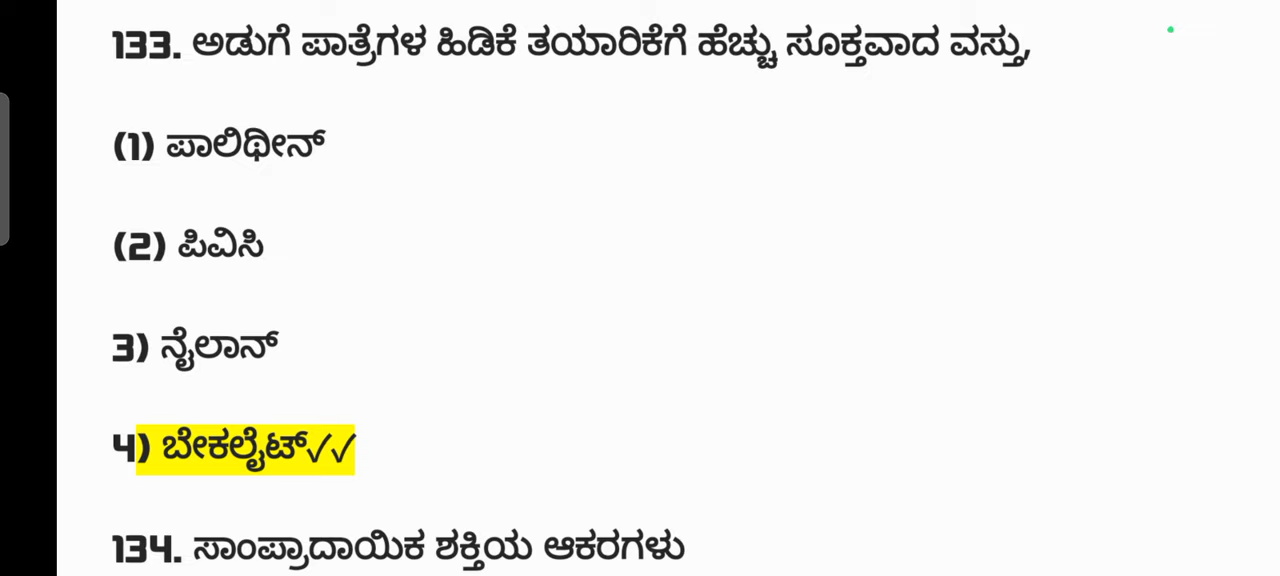 133. ಅಡುಗೆ ಪಾತ್ರೆಗಳ ಹಿಡಿಕೆ ತಯಾರಿಕೆಗೆ ಹೆಚ್ಚು ಸೂಕ್ತವಾದ ವಸ್ತು,
(1) ಪಾಲಿಥೀನ್
(2) ಪಿವಿಸಿ
3) ನೈಲಾನ್
4) ಬೇಕಲೈಟ್✓✓
134. ಸಾಂಪ್ರಾದಾಯಿಕ ಶಕ್ತಿಯ ಆಕರಗಳು